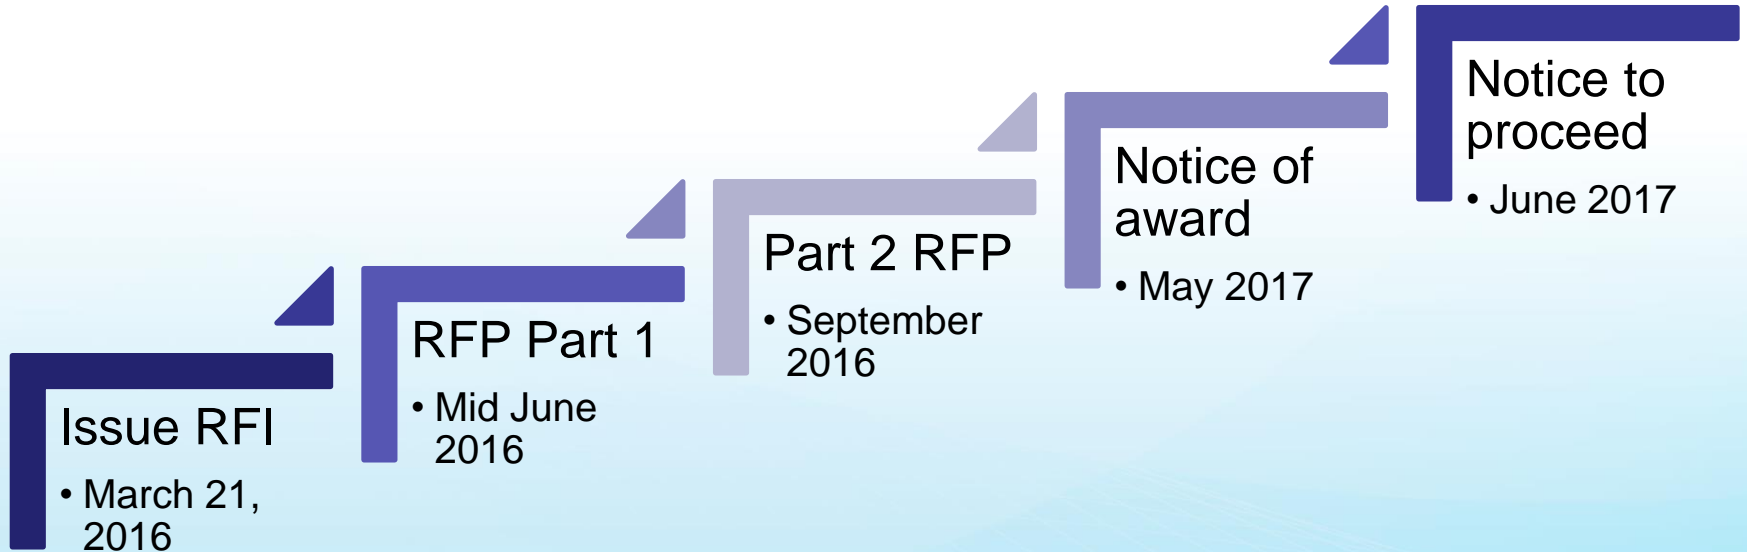 Issue RFI
• March 21,
2016
RFP Part 1
• Mid June
2016
Part 2 RFP
• September
2016
Notice of
award
• May 2017
Notice to
proceed
• June 2017